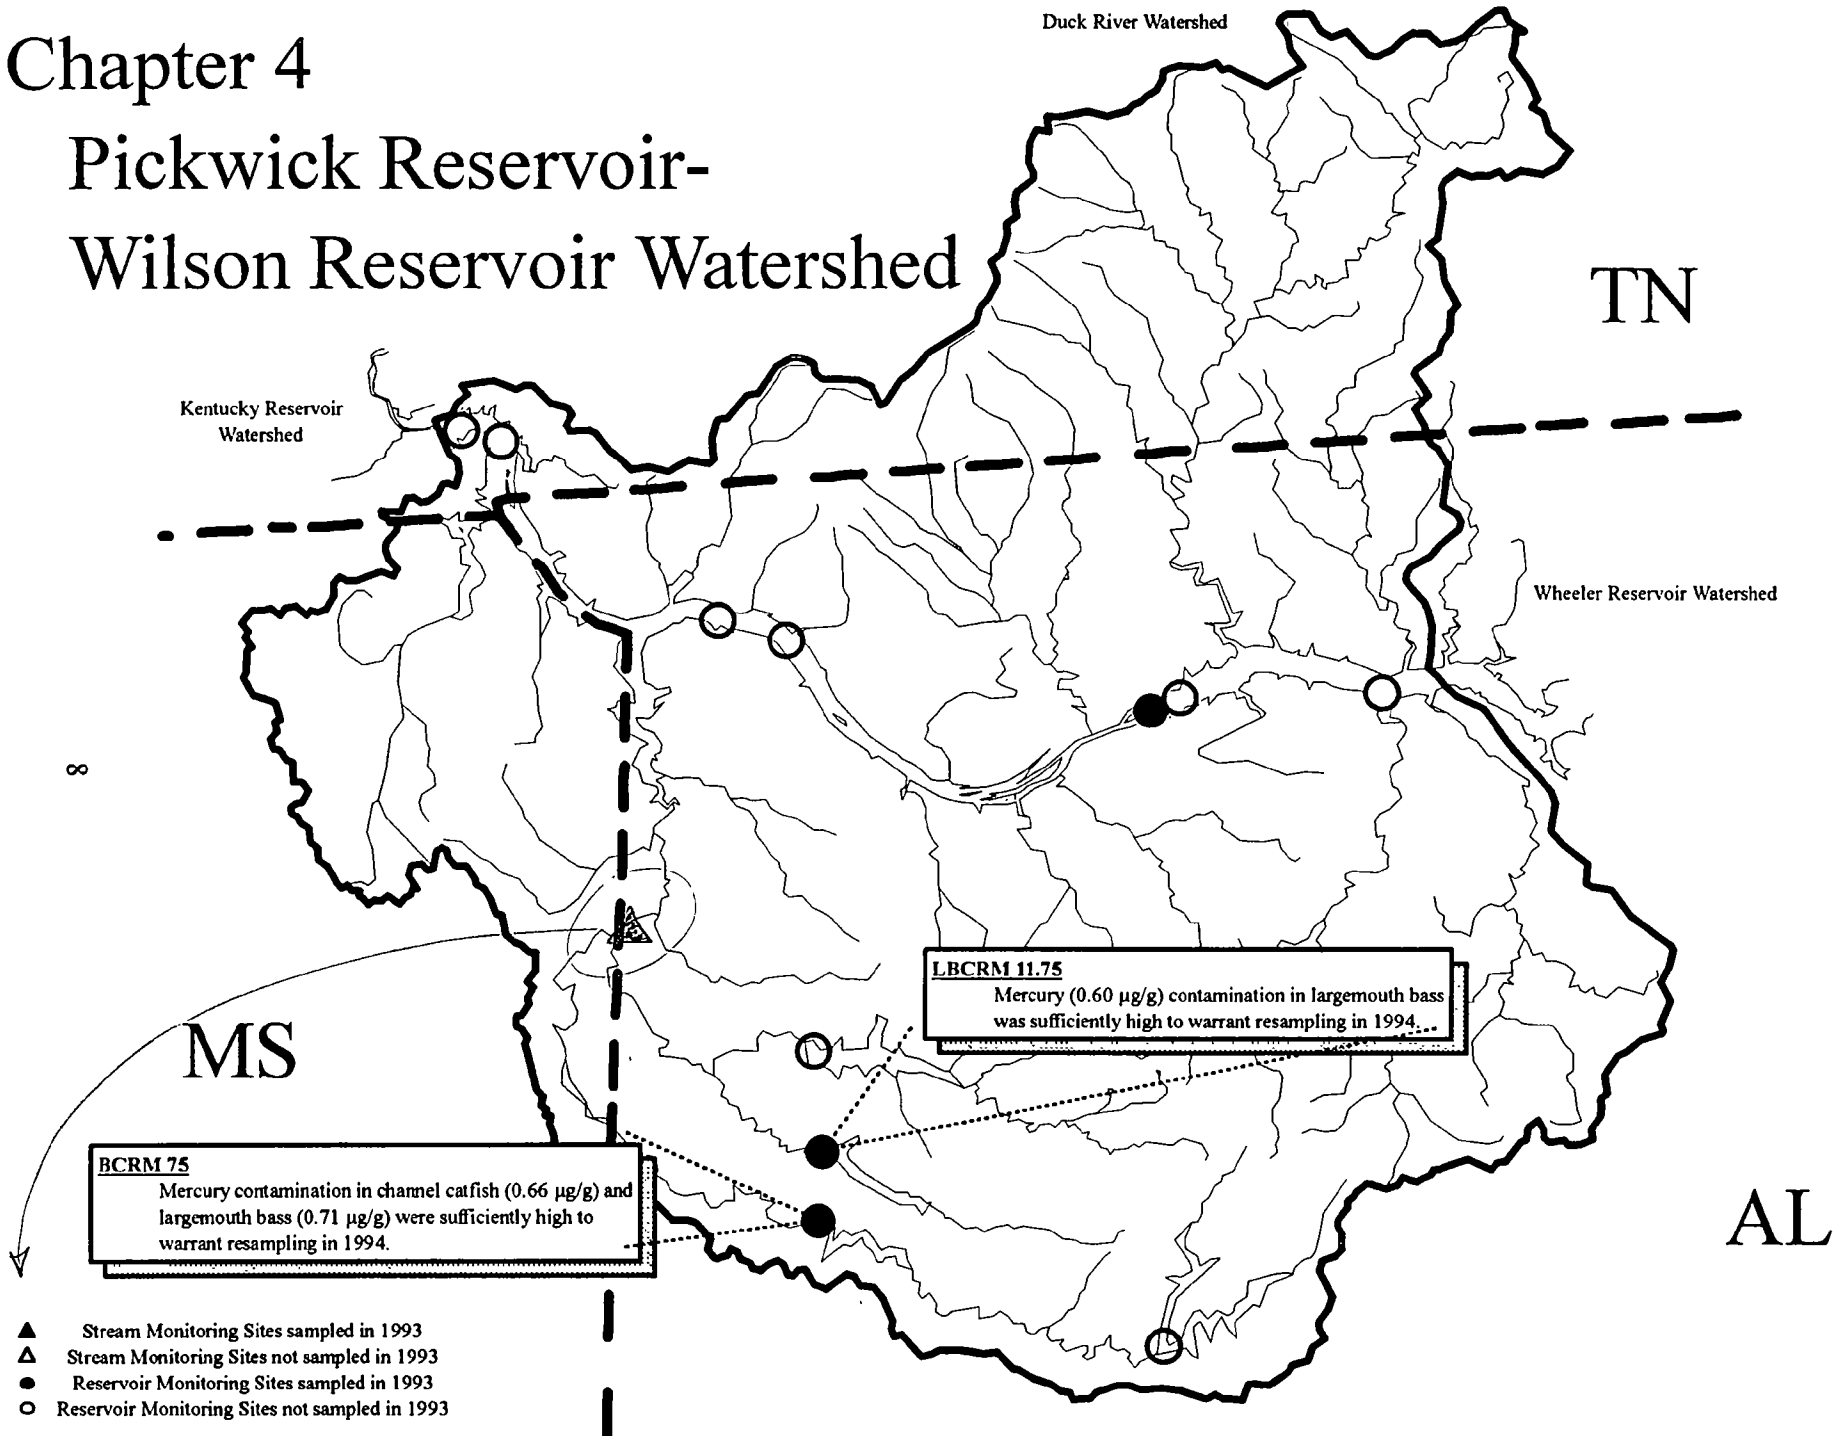 Duck River Watershed
Chapter 4
Pickwick Reservoir-
Wilson Reservoir Watershed
TN
Kentucky Reservoir
Watershed
Wheeler Reservoir Watershed
∞
LBCRM 11.75
Mercury (0.60 µg/g) contamination in largemouth bass
was sufficiently high to warrant resampling in 1994.
MS
BCRM 75
Mercury contamination in channel catfish (0.66 µg/g) and
largemouth bass (0.71 µg/g) were sufficiently high to
warrant resampling in 1994.
AL
Stream Monitoring Sites sampled in 1993
Stream Monitoring Sites not sampled in 1993
Reservoir Monitoring Sites sampled in 1993
Reservoir Monitoring Sites not sampled in 1993